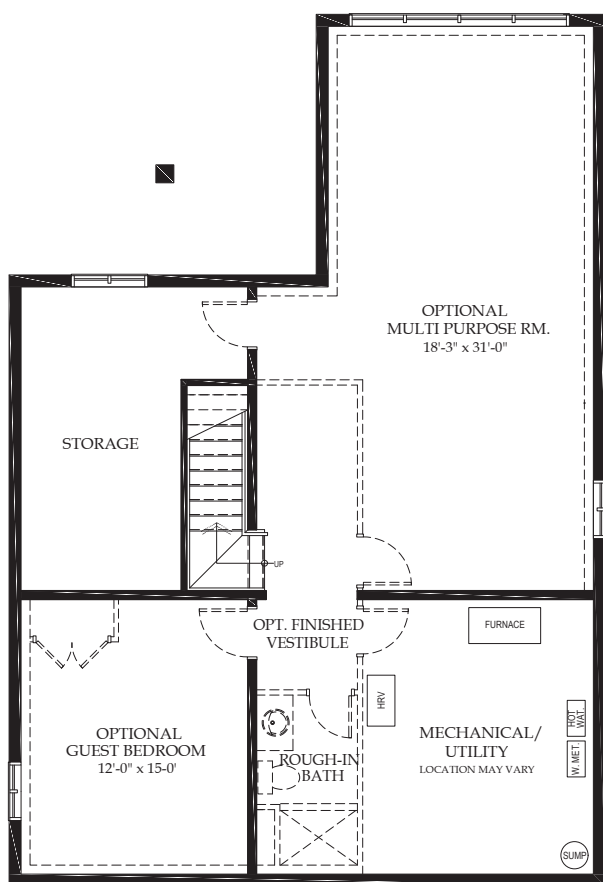 OPTIONAL
MULTI PURPOSE RM.
18'-3" x 31'-0"
STORAGE
UP
OPT. FINISHED
VESTIBULE
FURNACE
HRV
HOT
WAT.
W. MET.
OPTIONAL
GUEST BEDROOM
12'-0" x 15'-0'
ROUGH-IN
BATH
MECHANICAL/
UTILITY
LOCATION MAY VARY
SUMP